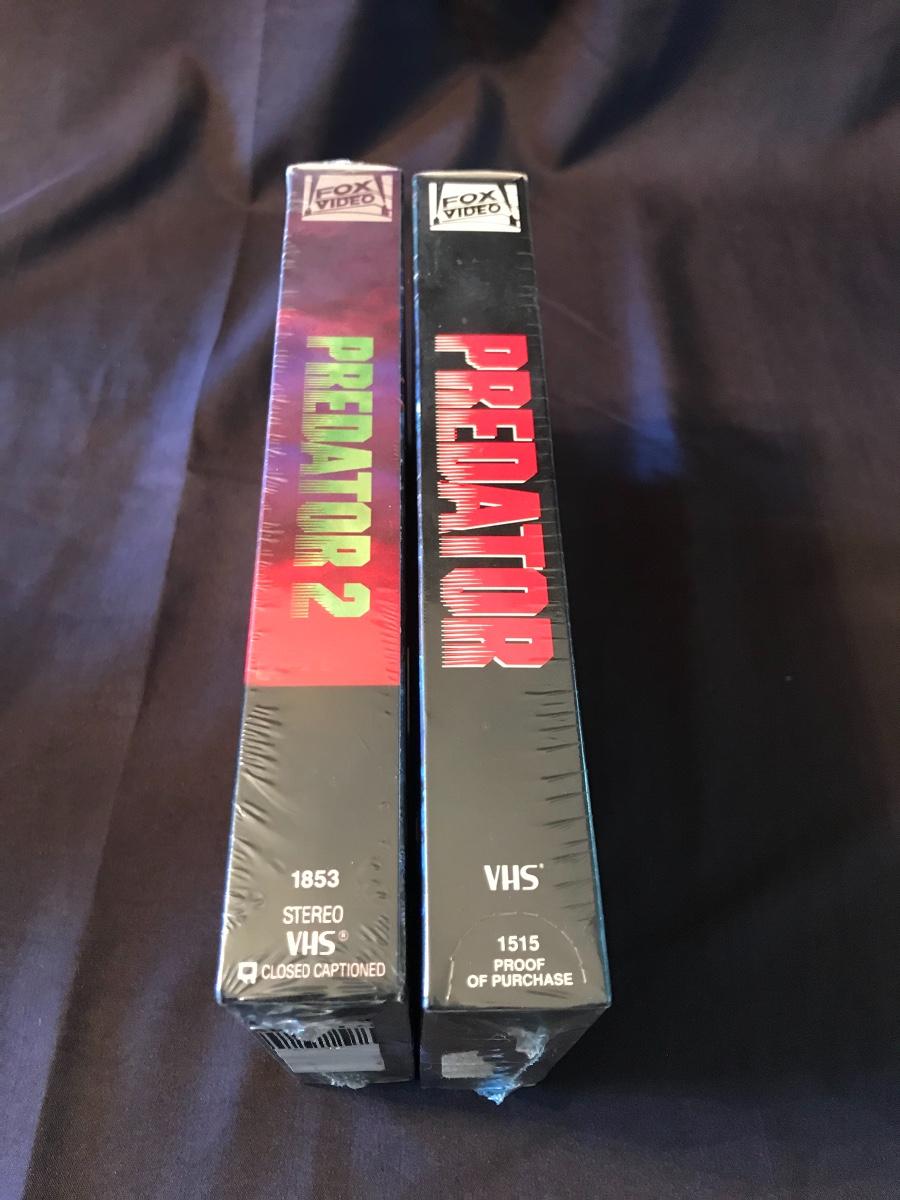 FOX
VIDEO
PREDATOR 2
1853
STEREO
VHS®
CLOSED CAPTIONED
FOX
VIDEO
PREDATOR
VHS®
1515
PROOF
OF PURCHASE